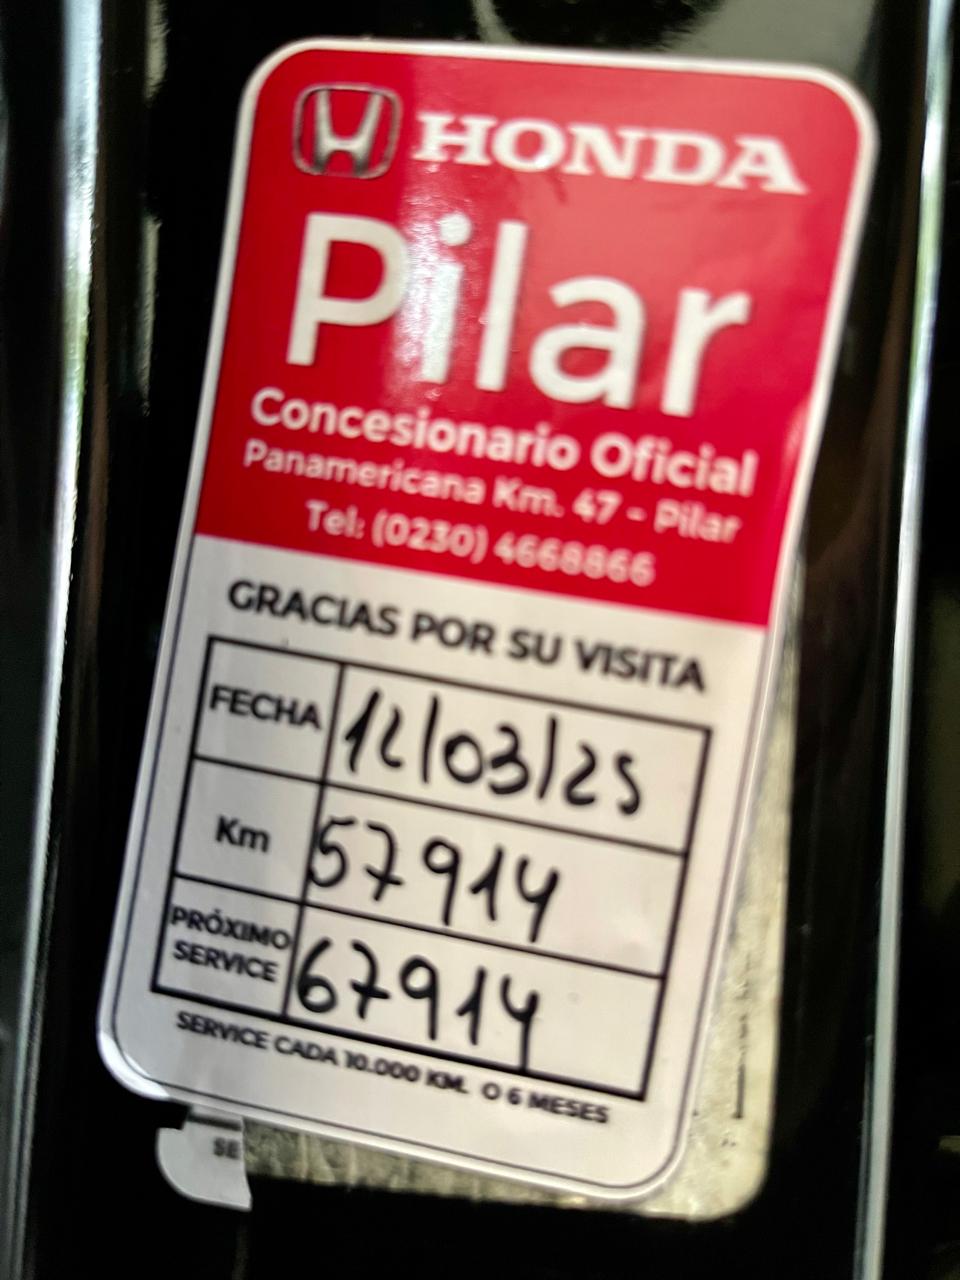 HONDA
Pilar
Concesionario Oficial
Panamericana Km. 47 - Pilar
Tel: (0230) 4668866
GRACIAS POR SU VISITA
FECHA 12/03/25
Km 57914
PRÓXIMO
SERVICE 67914
SERVICE CADA 10.000 KM. O 6 MESES
SE